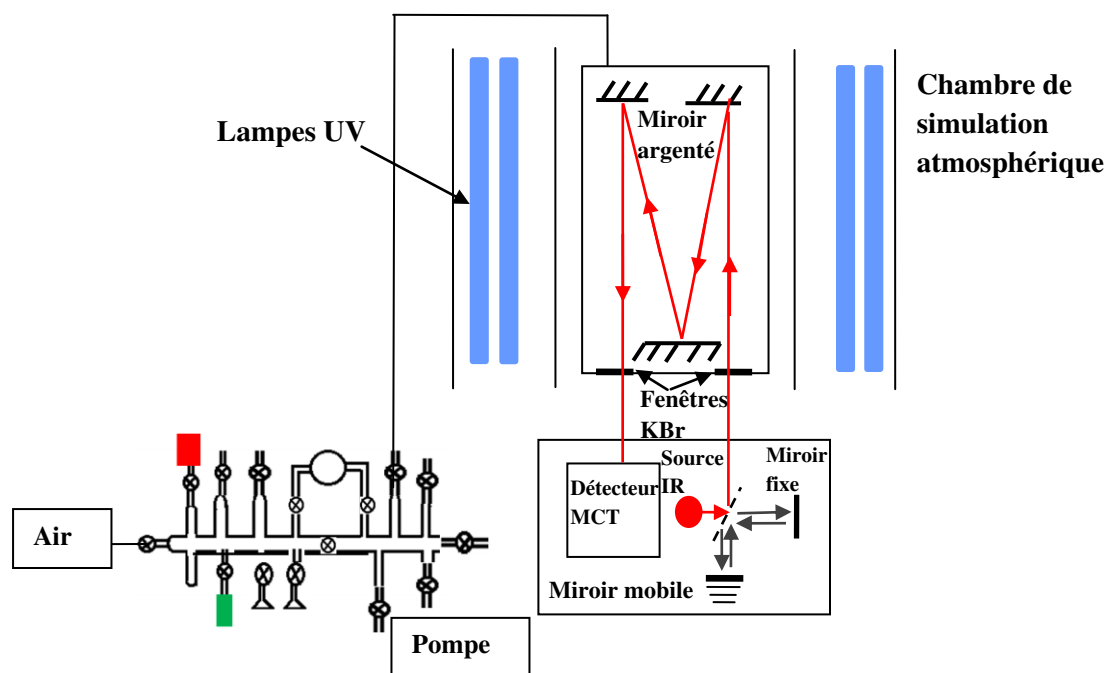 Chambre de
simulation
atmosphérique
Lampes UV
Miroir
argenté
Fenêtres
KBr
Source
IR
Miroir
fixe
Détecteur
MCT
Air
Miroir mobile
Pompe